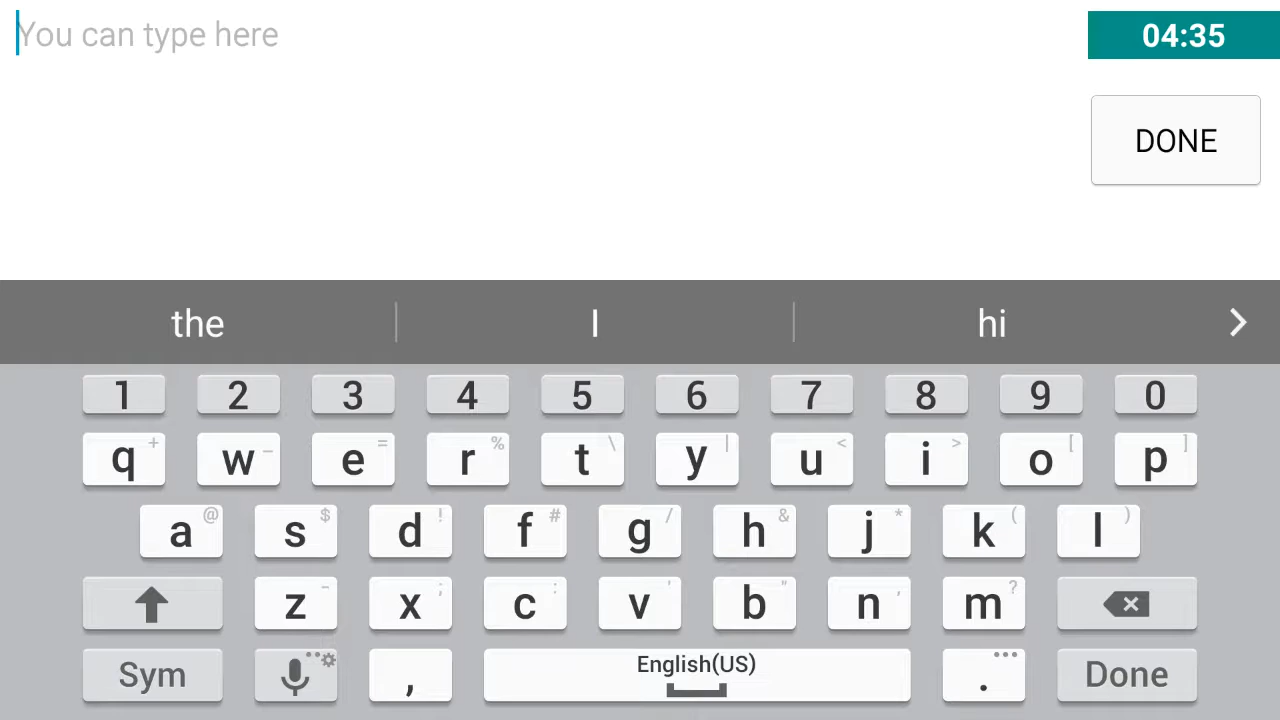 You can type here
04:35
DONE
the I hi
1 2 3 4 5 6 7 8 9 0
q + w - e = r % t \ y | u < i > o [ p ]
a @ s $ d ! f # g / h & j * k ( l )
z ~ x ; c : v ' b " n , m ?
Sym , English(US) . Done